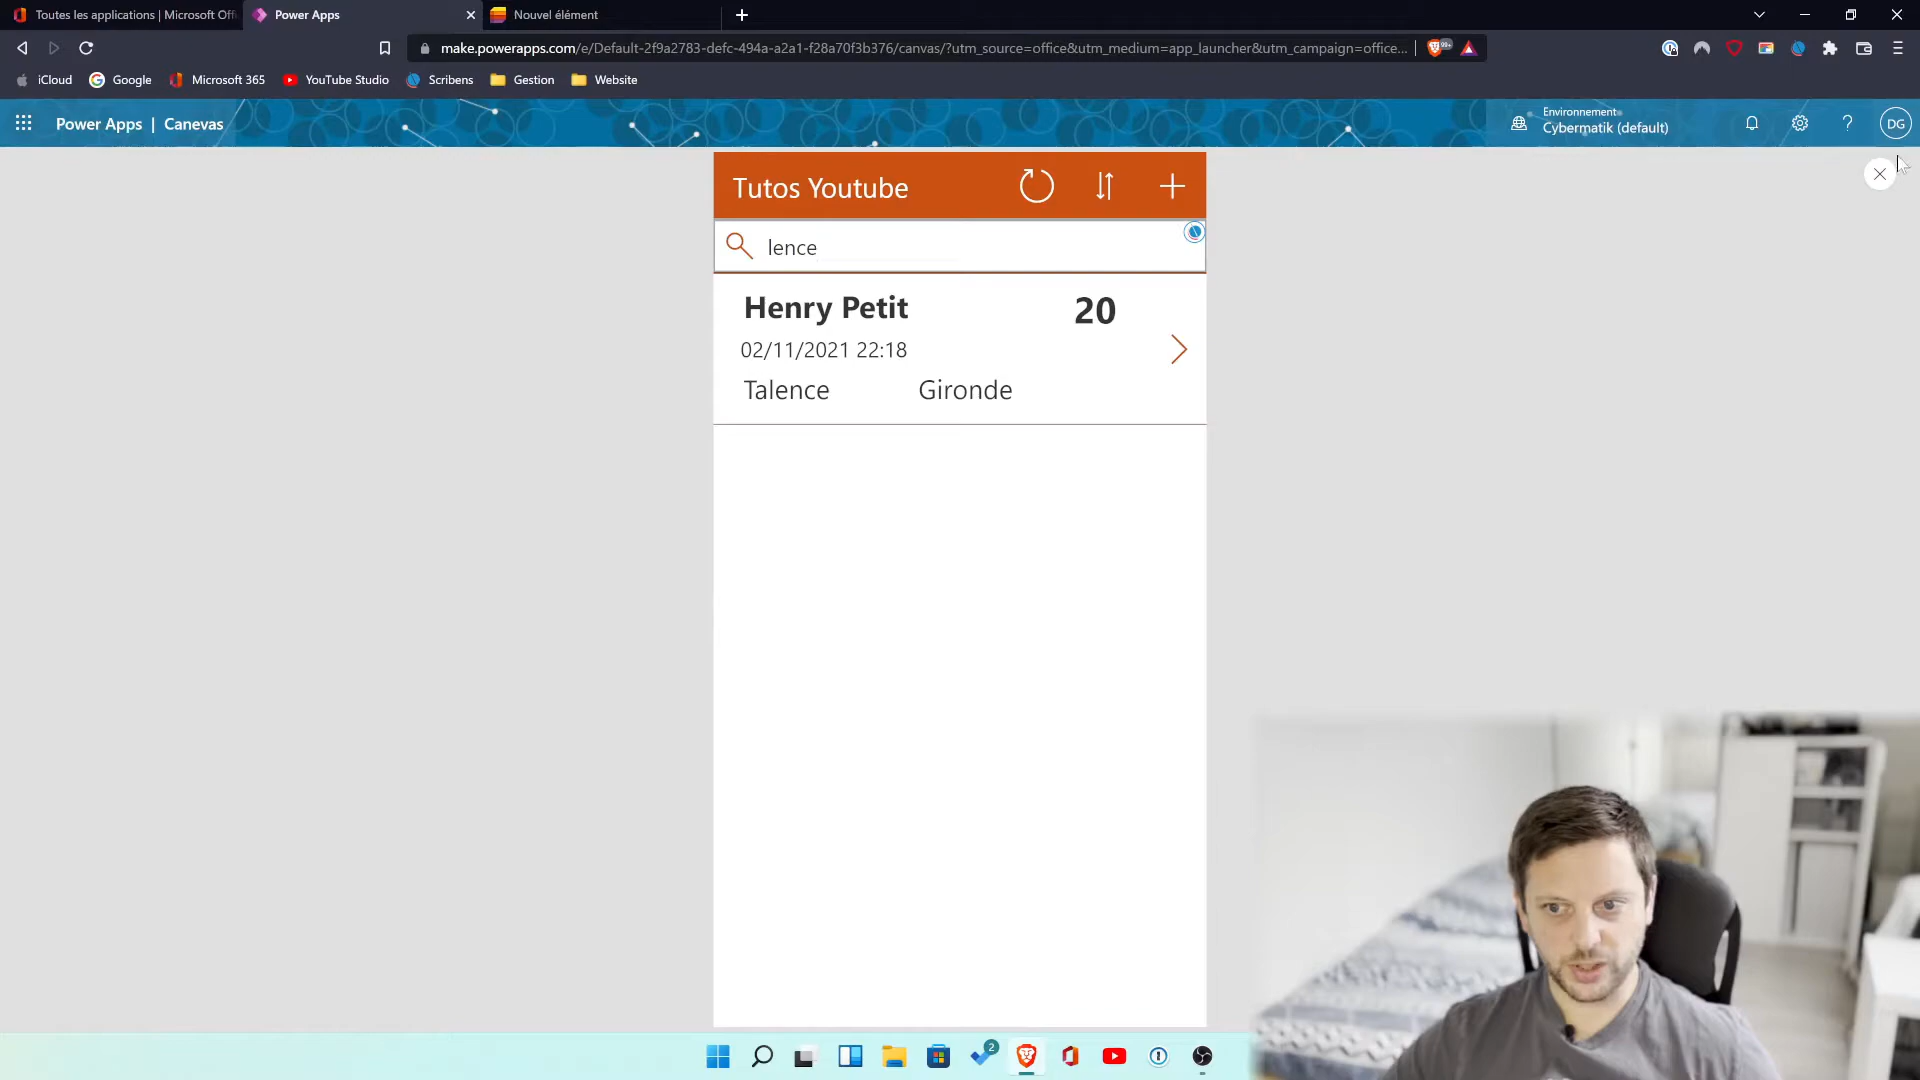 Toutes les applications | Microsoft Offi
Power Apps
Nouvel élément
make.powerapps.com/e/Default-2f9a2783-defc-494a-a2a1-f28a70f3b376/canvas/?utm_source=office&utm_medium=app_launcher&utm_campaign=office...
99+
iCloud
Google
Microsoft 365
YouTube Studio
Scribens
Gestion
Website
Power Apps | Canevas
Environnement
Cybermatik (default)
?
DG
Tutos Youtube
lence
Henry Petit
20
02/11/2021 22:18
Talence
Gironde
2